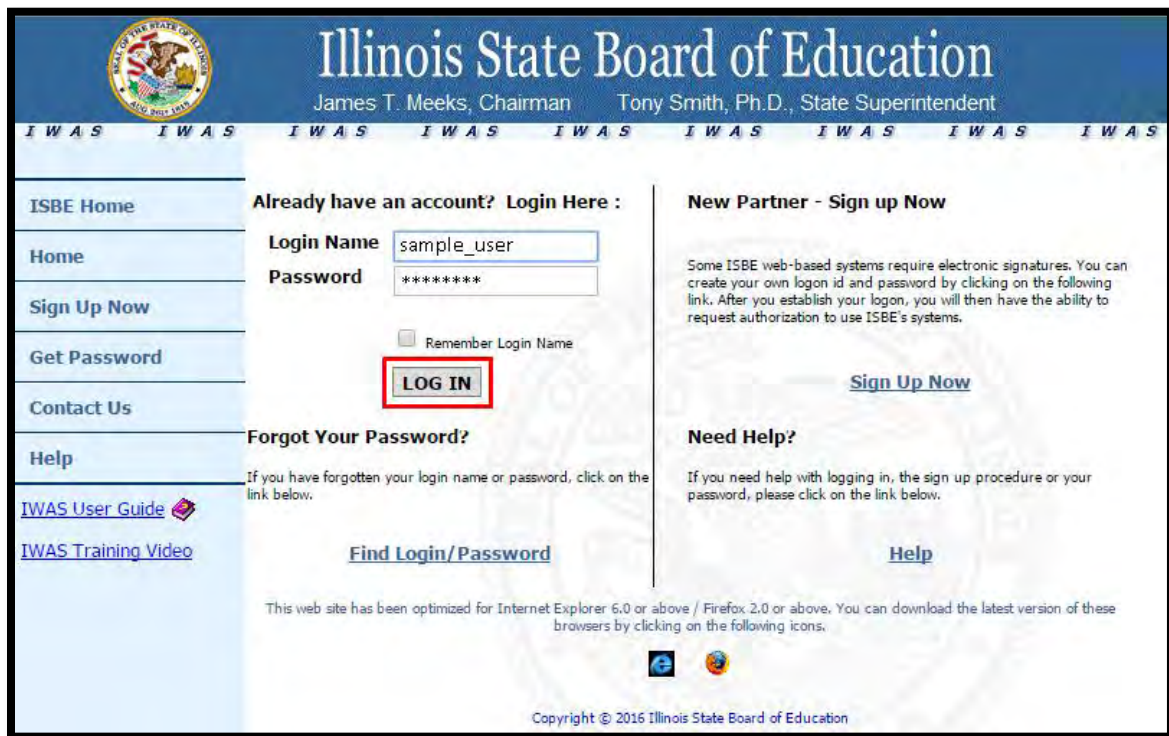 Illinois State Board of Education
James T. Meeks, Chairman Tony Smith, Ph.D., State Superintendent
IWAS IWAS IWAS IWAS IWAS IWAS IWAS IWAS IWAS
ISBE Home
Home
Sign Up Now
Get Password
Contact Us
Help
IWAS User Guide
IWAS Training Video
Already have an account? Login Here :
Login Name sample_user
Password ********
Remember Login Name
LOG IN
Forgot Your Password?
If you have forgotten your login name or password, click on the
link below.
Find Login/Password
New Partner - Sign up Now
Some ISBE web-based systems require electronic signatures. You can
create your own logon id and password by clicking on the following
link. After you establish your logon, you will then have the ability to
request authorization to use ISBE's systems.
Sign Up Now
Need Help?
If you need help with logging in, the sign up procedure or your
password, please click on the link below.
Help
This web site has been optimized for Internet Explorer 6.0 or above / Firefox 2.0 or above. You can download the latest version of these
browsers by clicking on the following icons.
Copyright © 2016 Illinois State Board of Education